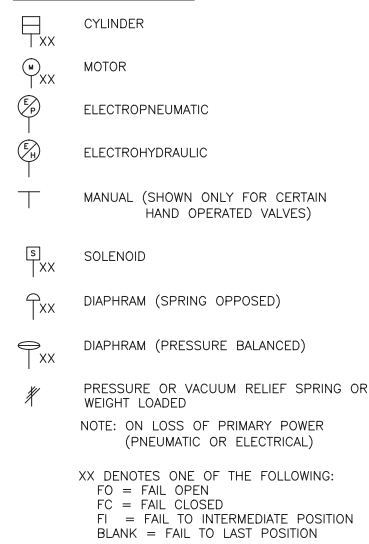 XX CYLINDER
M XX MOTOR
E/P ELECTROPNEUMATIC
E/H ELECTROHYDRAULIC
MANUAL (SHOWN ONLY FOR CERTAIN
HAND OPERATED VALVES)
S XX SOLENOID
XX DIAPHRAM (SPRING OPPOSED)
XX DIAPHRAM (PRESSURE BALANCED)
PRESSURE OR VACUUM RELIEF SPRING OR
WEIGHT LOADED
NOTE: ON LOSS OF PRIMARY POWER
(PNEUMATIC OR ELECTRICAL)
XX DENOTES ONE OF THE FOLLOWING:
FO = FAIL OPEN
FC = FAIL CLOSED
FI = FAIL TO INTERMEDIATE POSITION
BLANK = FAIL TO LAST POSITION